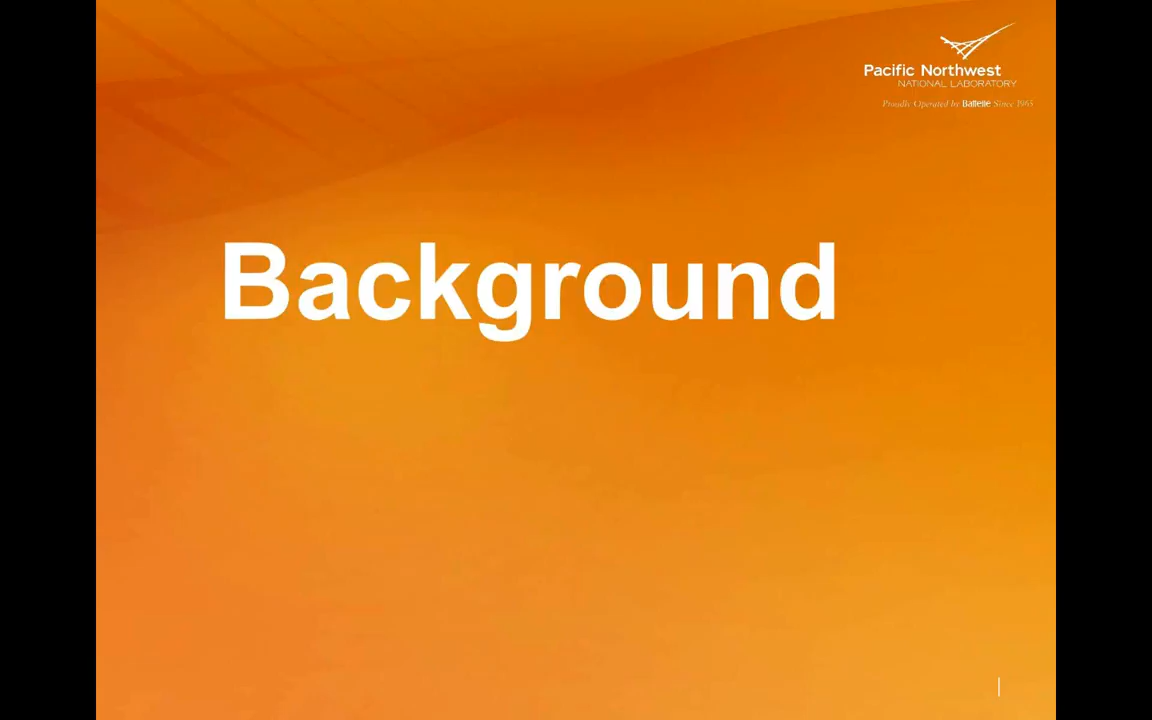 Pacific Northwest
NATIONAL LABORATORY
Proudly Operated by Battelle Since 1965
Background